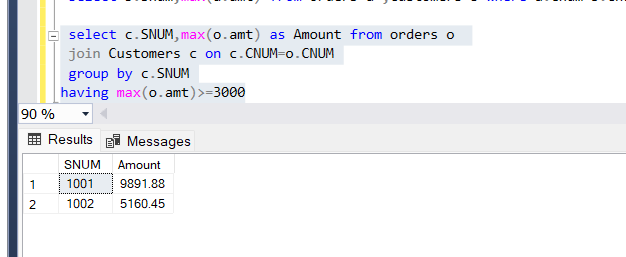 select c.SNUM,max(o.amt) as Amount from orders o
join Customers c on c.CNUM=o.CNUM
group by c.SNUM
having max(o.amt)>=3000
90 %
Results Messages
SNUM Amount
1 1001 9891.88
2 1002 5160.45